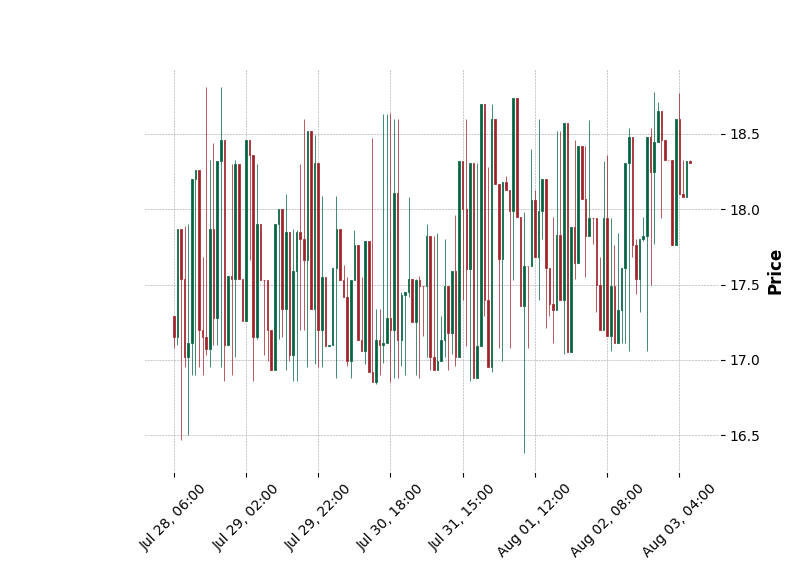 18.5
18.0
17.5
17.0
16.5
Price
Jul 28, 06:00
Jul 29, 02:00
Jul 29, 22:00
Jul 30, 18:00
Jul 31, 15:00
Aug 01, 12:00
Aug 02, 08:00
Aug 03, 04:00